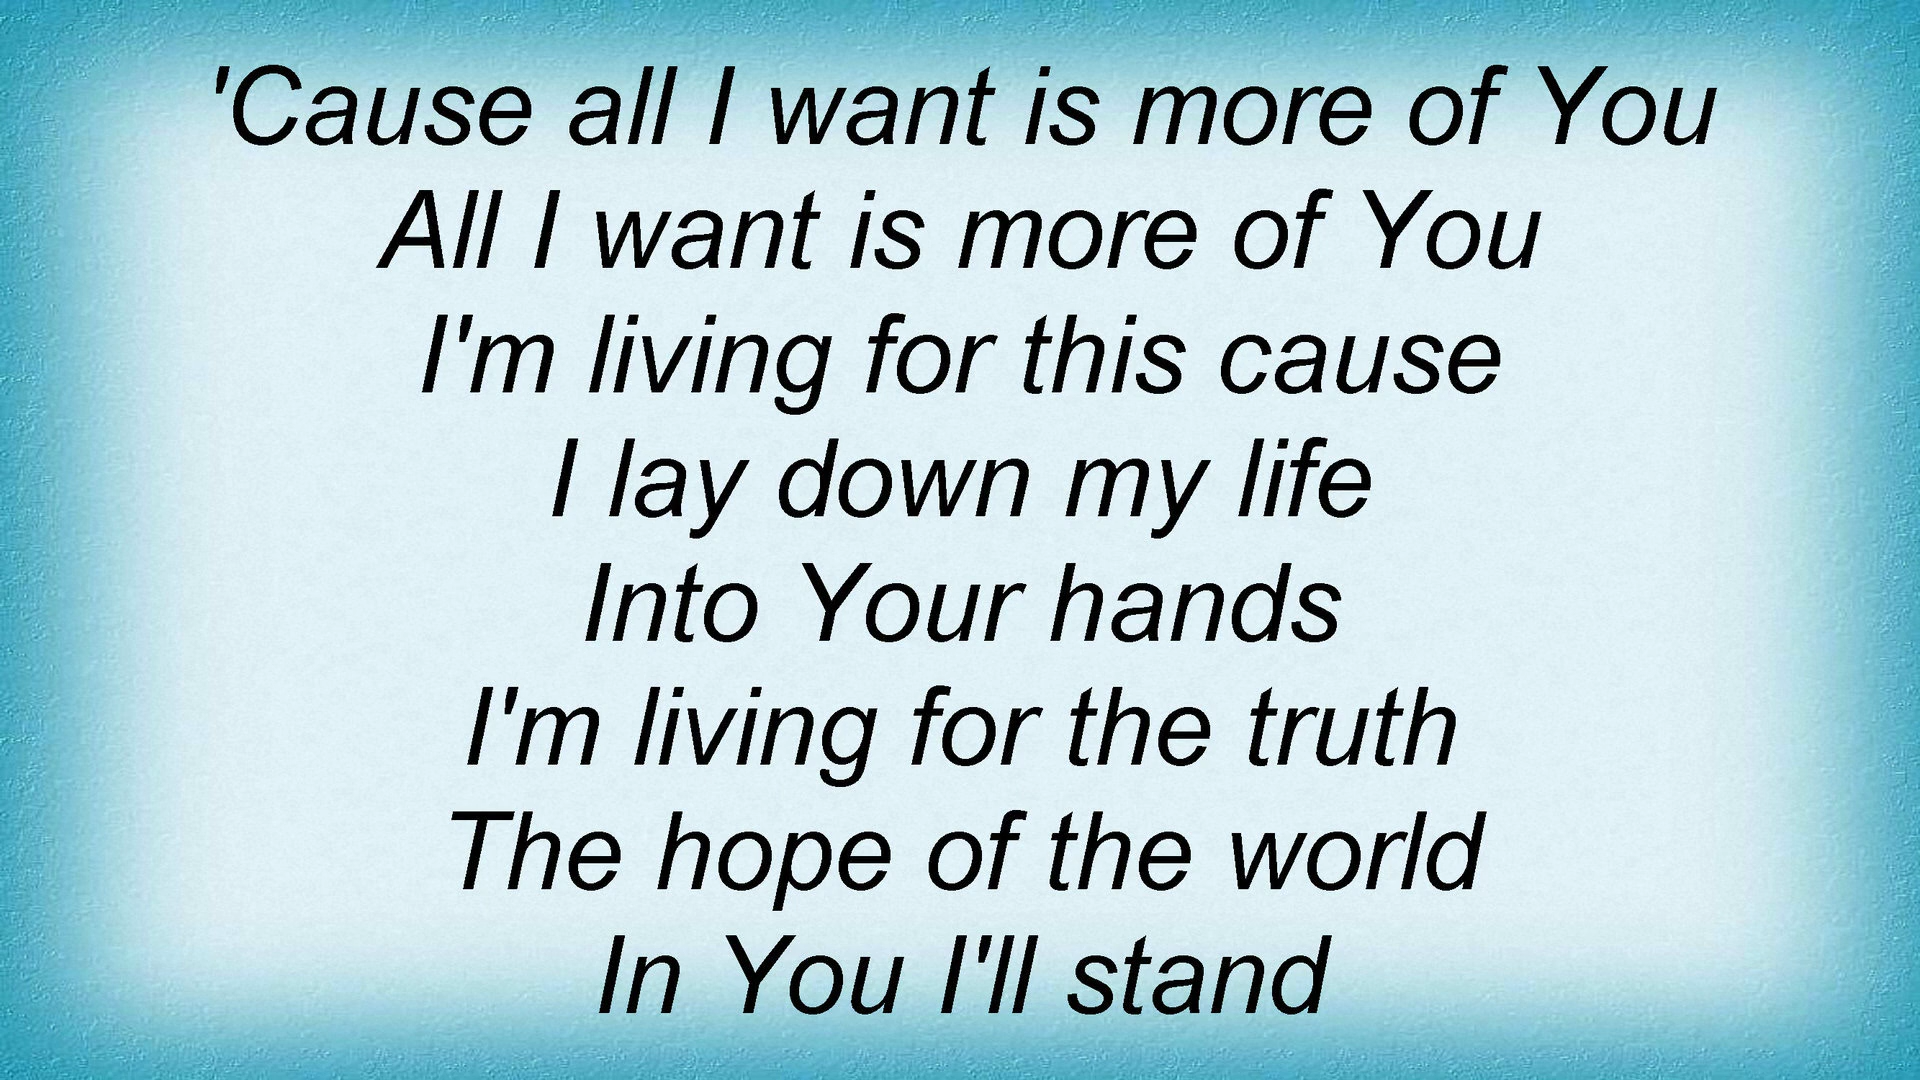 'Cause all I want is more of You
All I want is more of You
I'm living for this cause
I lay down my life
Into Your hands
I'm living for the truth
The hope of the world
In You I'll stand